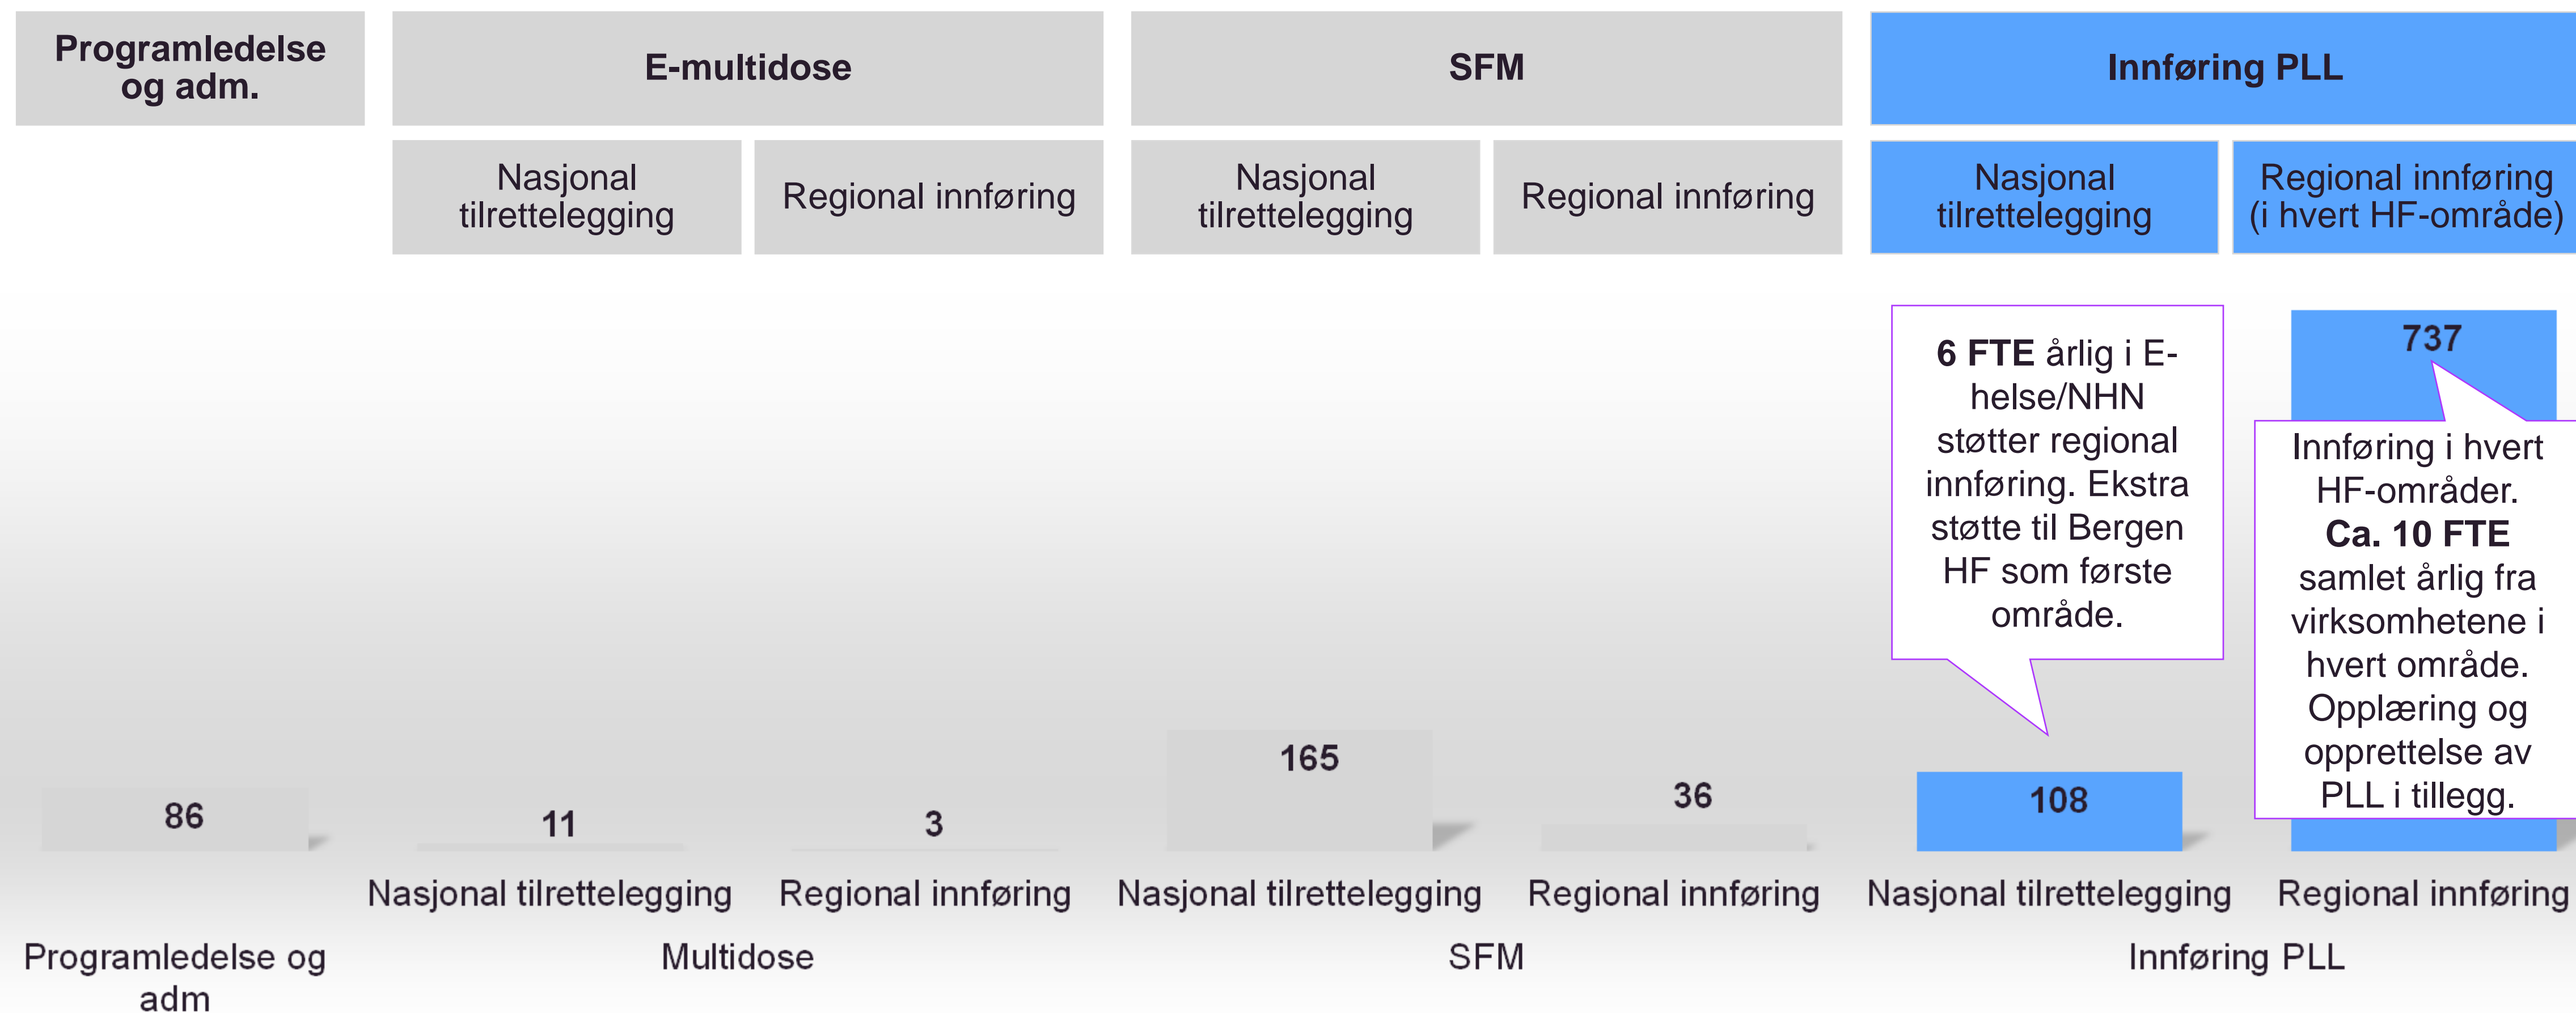 Programledelse
og adm.
E-multidose
SFM
Innføring PLL
Nasjonal
tilrettelegging
Regional innføring
Nasjonal
tilrettelegging
Regional innføring
Nasjonal
tilrettelegging
Regional innføring
(i hvert HF-område)
6 FTE årlig i E-
helse/NHN
støtter regional
innføring. Ekstra
støtte til Bergen
HF som første
område.
737
Innføring i hvert
HF-områder.
Ca. 10 FTE
samlet årlig fra
virksomhetene i
hvert område.
Opplæring og
opprettelse av
PLL i tillegg.
86
11
3
165
36
108
Nasjonal tilrettelegging
Regional innføring
Nasjonal tilrettelegging
Regional innføring
Nasjonal tilrettelegging
Regional innføring
Programledelse og
adm
Multidose
SFM
Innføring PLL